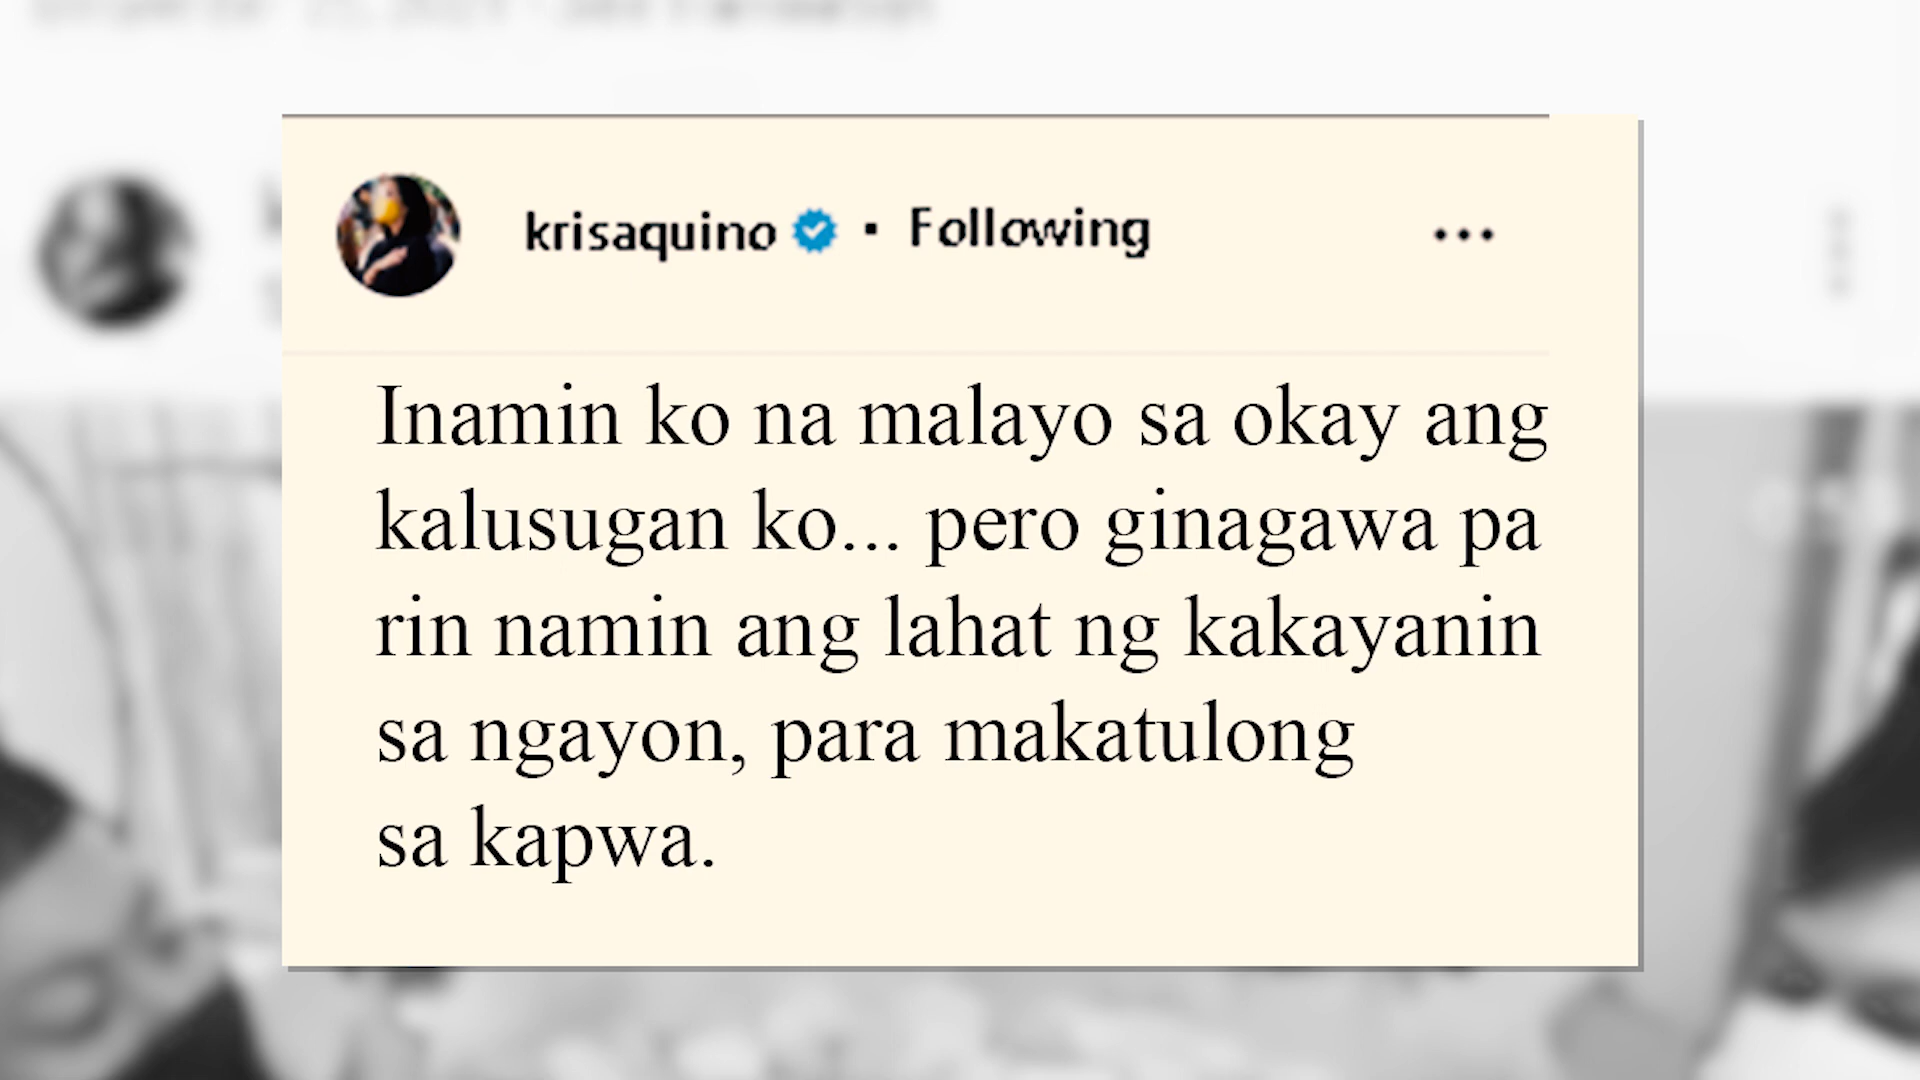 krisaquino · Following
Inamin ko na malayo sa okay ang
kalusugan ko... pero ginagawa pa
rin namin ang lahat ng kakayanin
sa ngayon, para makatulong
sa kapwa.